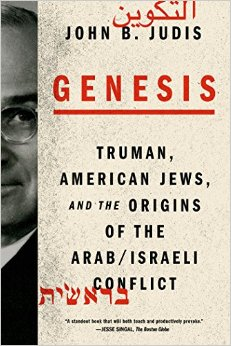 التكوين
JOHN B. JUDIS
GENESIS
TRUMAN,
AMERICAN JEWS,
AND THE ORIGINS
OF THE
ARAB/ISRAELI
CONFLICT
בראשית
"A standout book that will both teach and productively provoke."
—JESSE SINGAL, The Boston Globe